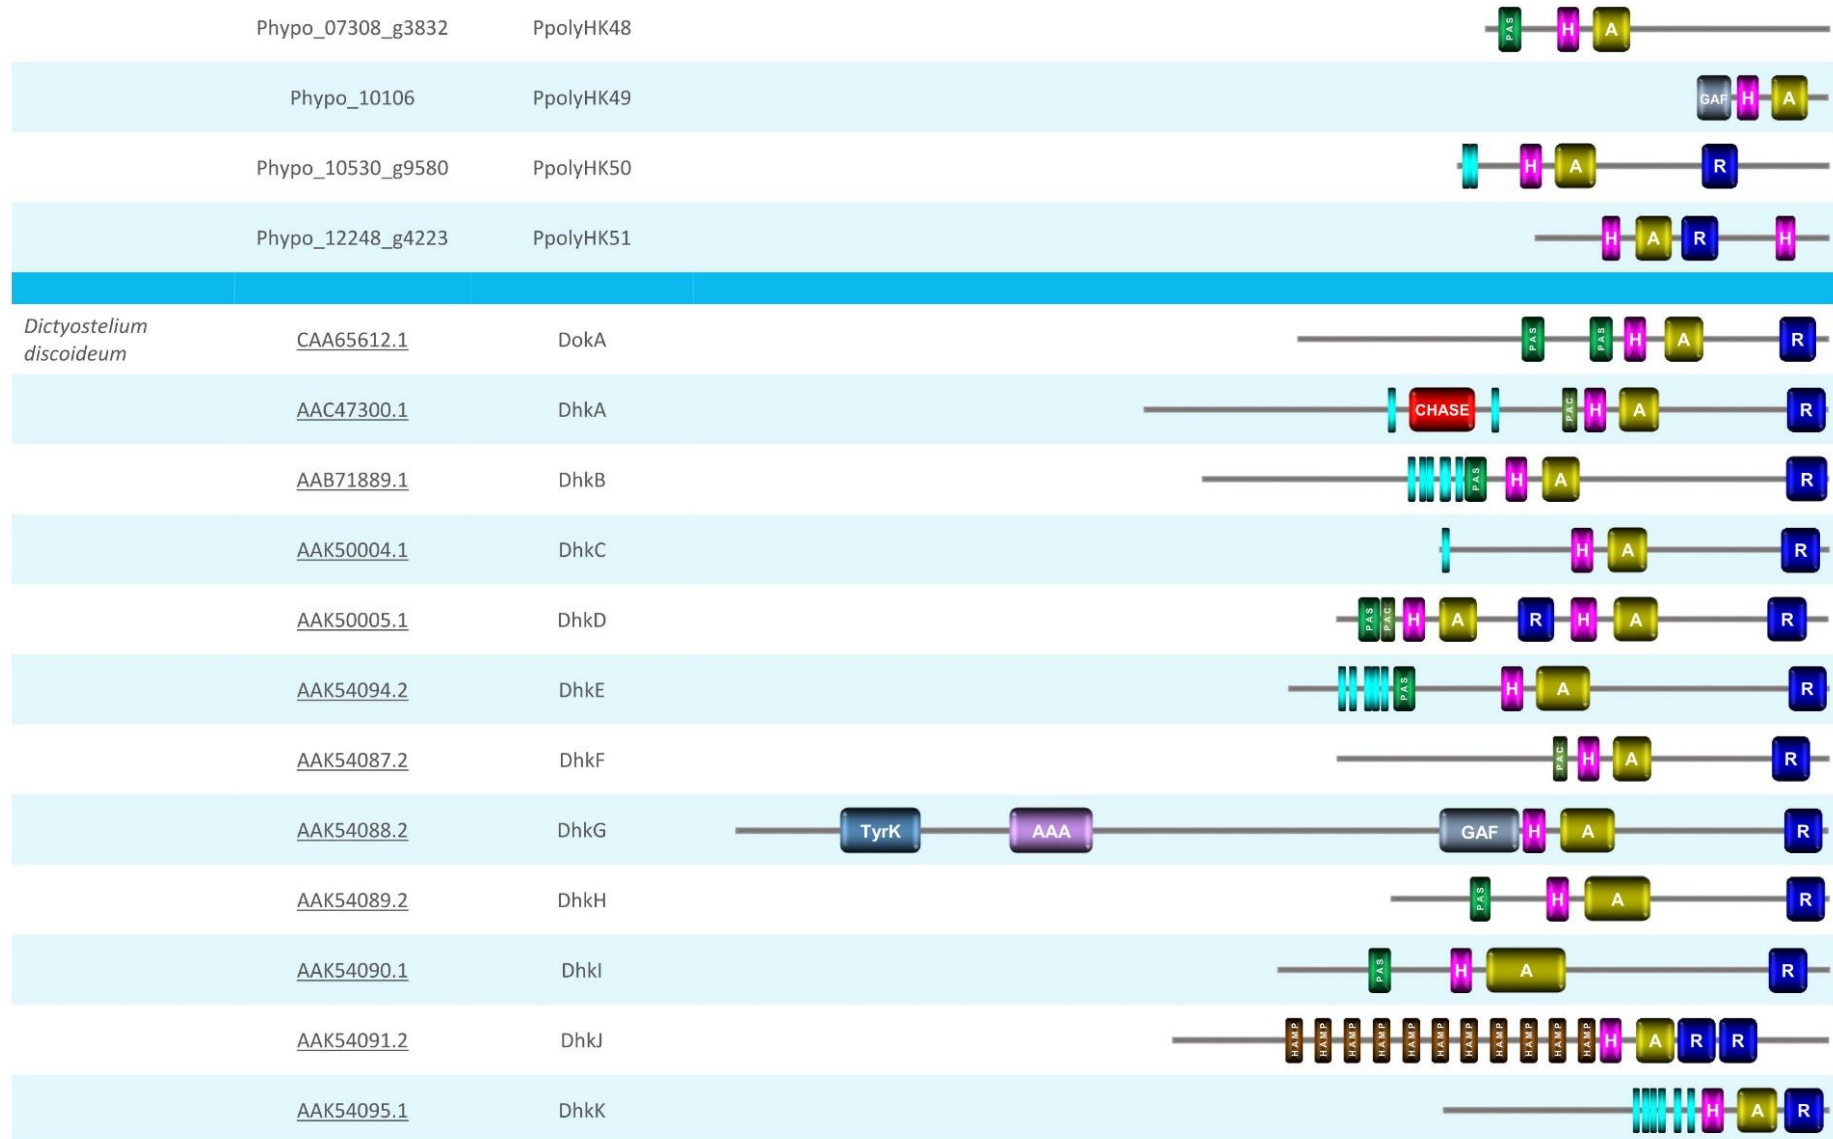 Phypo_07308_g3832 PpolyHK48 PAS H A
Phypo_10106 PpolyHK49 GAF H A
Phypo_10530_g9580 PpolyHK50 H A R
Phypo_12248_g4223 PpolyHK51 H A R H
Dictyostelium
discoideum CAA65612.1 DokA PAS PAS H A R
AAC47300.1 DhkA CHASE PAC H A R
AAB71889.1 DhkB PAS H A R
AAK50004.1 DhkC H A R
AAK50005.1 DhkD PAS PAC H A R H A R
AAK54094.2 DhkE PAS H A R
AAK54087.2 DhkF PAC H A R
AAK54088.2 DhkG TyrK AAA GAF H A R
AAK54089.2 DhkH PAS H A R
AAK54090.1 DhkI PAS H A R
AAK54091.2 DhkJ HAMP HAMP HAMP HAMP HAMP HAMP HAMP HAMP HAMP HAMP HAMP H A R R
AAK54095.1 DhkK H A R